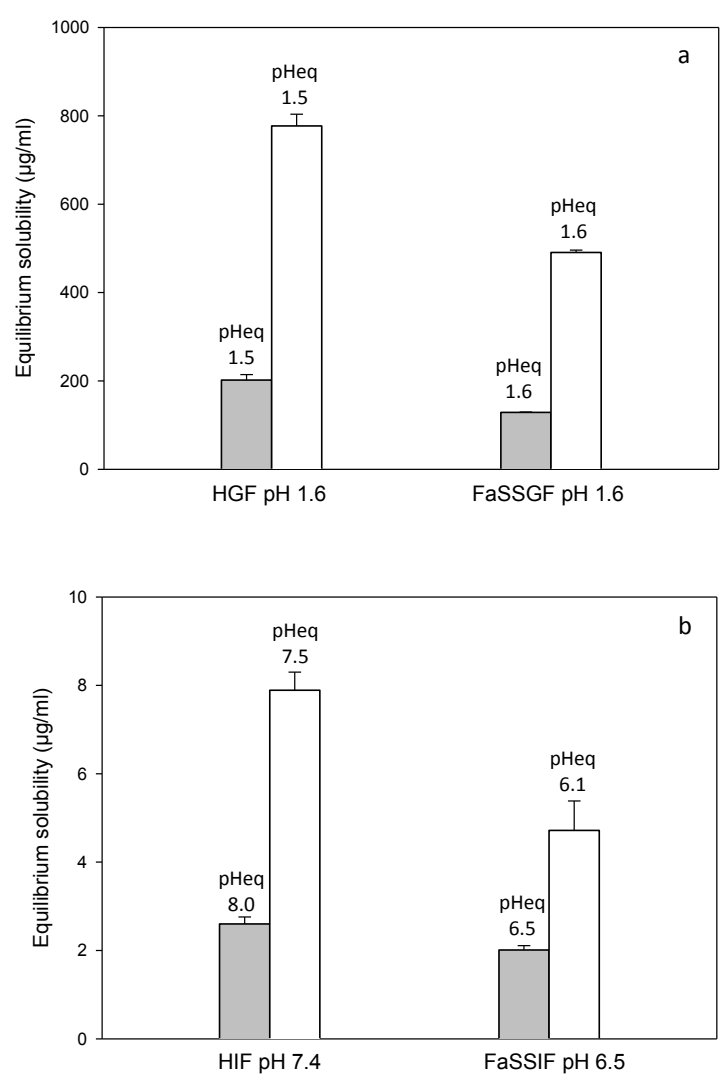 1000
a
pHeq
1.5
800
pHeq
1.6
600
Equilibrium solubility (µg/ml)
400
pHeq
1.5
pHeq
1.6
200
0
HGF pH 1.6
FaSSGF pH 1.6
10
b
pHeq
7.5
8
pHeq
6.1
6
Equilibrium solubility (µg/ml)
4
pHeq
8.0
pHeq
6.5
2
0
HIF pH 7.4
FaSSIF pH 6.5